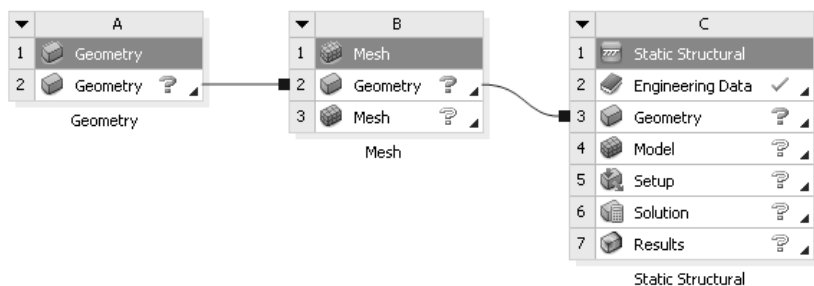 A
1 Geometry
2 Geometry ?
Geometry
B
1 Mesh
2 Geometry ?
3 Mesh ?
Mesh
C
1 Static Structural
2 Engineering Data
3 Geometry ?
4 Model ?
5 Setup ?
6 Solution ?
7 Results ?
Static Structural